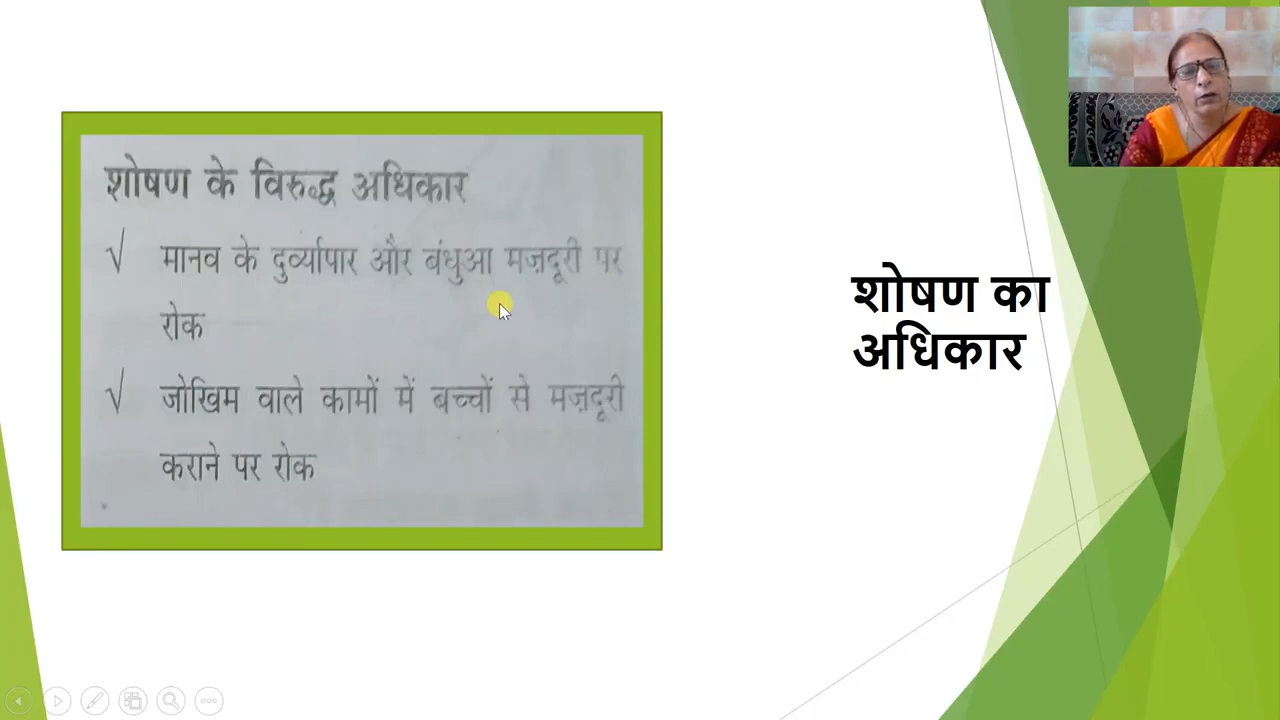 शोषण के विरुद्ध अधिकार
√ मानव के दुर्व्यापार और बंधुआ मज़दूरी पर
रोक
√ जोखिम वाले कामों में बच्चों से मज़दूरी
कराने पर रोक
शोषण का
अधिकार